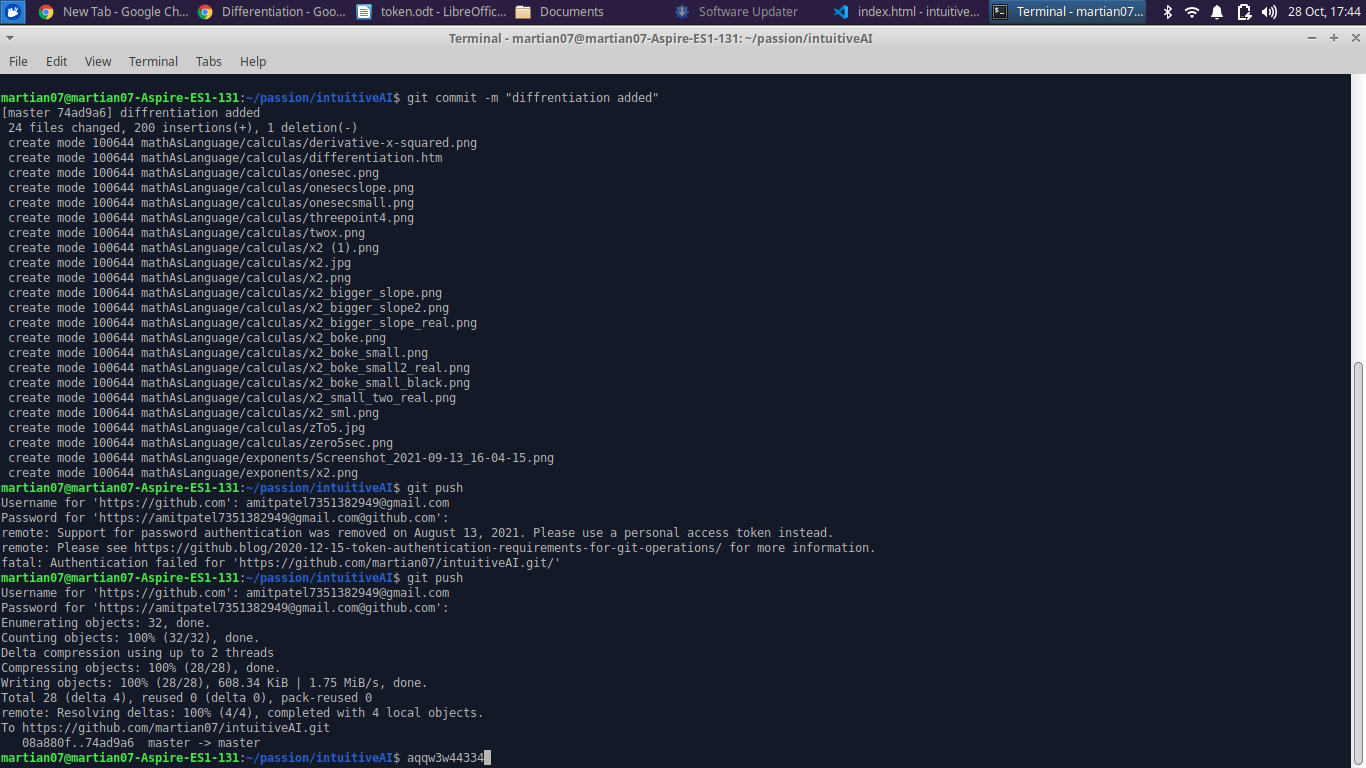 New Tab - Google Ch... Differentiation - Goo... token.odt - LibreOffic... Documents Software Updater index.html - intuitive... Terminal - martian07... 28 Oct, 17:44
Terminal - martian07@martian07-Aspire-ES1-131: ~/passion/intuitiveAI
File Edit View Terminal Tabs Help
martian07@martian07-Aspire-ES1-131:~/passion/intuitiveAI$ git commit -m "diffrentiation added"
[master 74ad9a6] diffrentiation added
 24 files changed, 200 insertions(+), 1 deletion(-)
 create mode 100644 mathAsLanguage/calculas/derivative-x-squared.png
 create mode 100644 mathAsLanguage/calculas/differentiation.htm
 create mode 100644 mathAsLanguage/calculas/onesec.png
 create mode 100644 mathAsLanguage/calculas/onesecslope.png
 create mode 100644 mathAsLanguage/calculas/onesecsmall.png
 create mode 100644 mathAsLanguage/calculas/threepoint4.png
 create mode 100644 mathAsLanguage/calculas/twox.png
 create mode 100644 mathAsLanguage/calculas/x2 (1).png
 create mode 100644 mathAsLanguage/calculas/x2.jpg
 create mode 100644 mathAsLanguage/calculas/x2.png
 create mode 100644 mathAsLanguage/calculas/x2_bigger_slope.png
 create mode 100644 mathAsLanguage/calculas/x2_bigger_slope2.png
 create mode 100644 mathAsLanguage/calculas/x2_bigger_slope_real.png
 create mode 100644 mathAsLanguage/calculas/x2_boke.png
 create mode 100644 mathAsLanguage/calculas/x2_boke_small.png
 create mode 100644 mathAsLanguage/calculas/x2_boke_small2_real.png
 create mode 100644 mathAsLanguage/calculas/x2_boke_small_black.png
 create mode 100644 mathAsLanguage/calculas/x2_small_two_real.png
 create mode 100644 mathAsLanguage/calculas/x2_sml.png
 create mode 100644 mathAsLanguage/calculas/zTo5.jpg
 create mode 100644 mathAsLanguage/calculas/zero5sec.png
 create mode 100644 mathAsLanguage/exponents/Screenshot_2021-09-13_16-04-15.png
 create mode 100644 mathAsLanguage/exponents/x2.png
martian07@martian07-Aspire-ES1-131:~/passion/intuitiveAI$ git push
Username for 'https://github.com': amitpatel7351382949@gmail.com
Password for 'https://amitpatel7351382949@gmail.com@github.com':
remote: Support for password authentication was removed on August 13, 2021. Please use a personal access token instead.
remote: Please see https://github.blog/2020-12-15-token-authentication-requirements-for-git-operations/ for more information.
fatal: Authentication failed for 'https://github.com/martian07/intuitiveAI.git/'
martian07@martian07-Aspire-ES1-131:~/passion/intuitiveAI$ git push
Username for 'https://github.com': amitpatel7351382949@gmail.com
Password for 'https://amitpatel7351382949@gmail.com@github.com':
Enumerating objects: 32, done.
Counting objects: 100% (32/32), done.
Delta compression using up to 2 threads
Compressing objects: 100% (28/28), done.
Writing objects: 100% (28/28), 608.34 KiB | 1.75 MiB/s, done.
Total 28 (delta 4), reused 0 (delta 0), pack-reused 0
remote: Resolving deltas: 100% (4/4), completed with 4 local objects.
To https://github.com/martian07/intuitiveAI.git
   08a880f..74ad9a6  master -> master
martian07@martian07-Aspire-ES1-131:~/passion/intuitiveAI$ aqqw3w44334